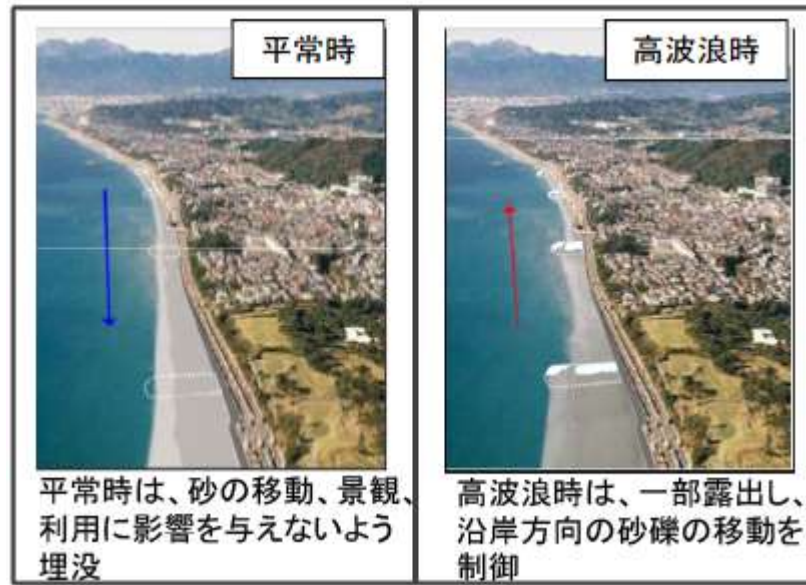 平常時
平常時は、砂の移動、景観、
利用に影響を与えないよう
埋没
高波浪時
高波浪時は、一部露出し、
沿岸方向の砂礫の移動を
制御